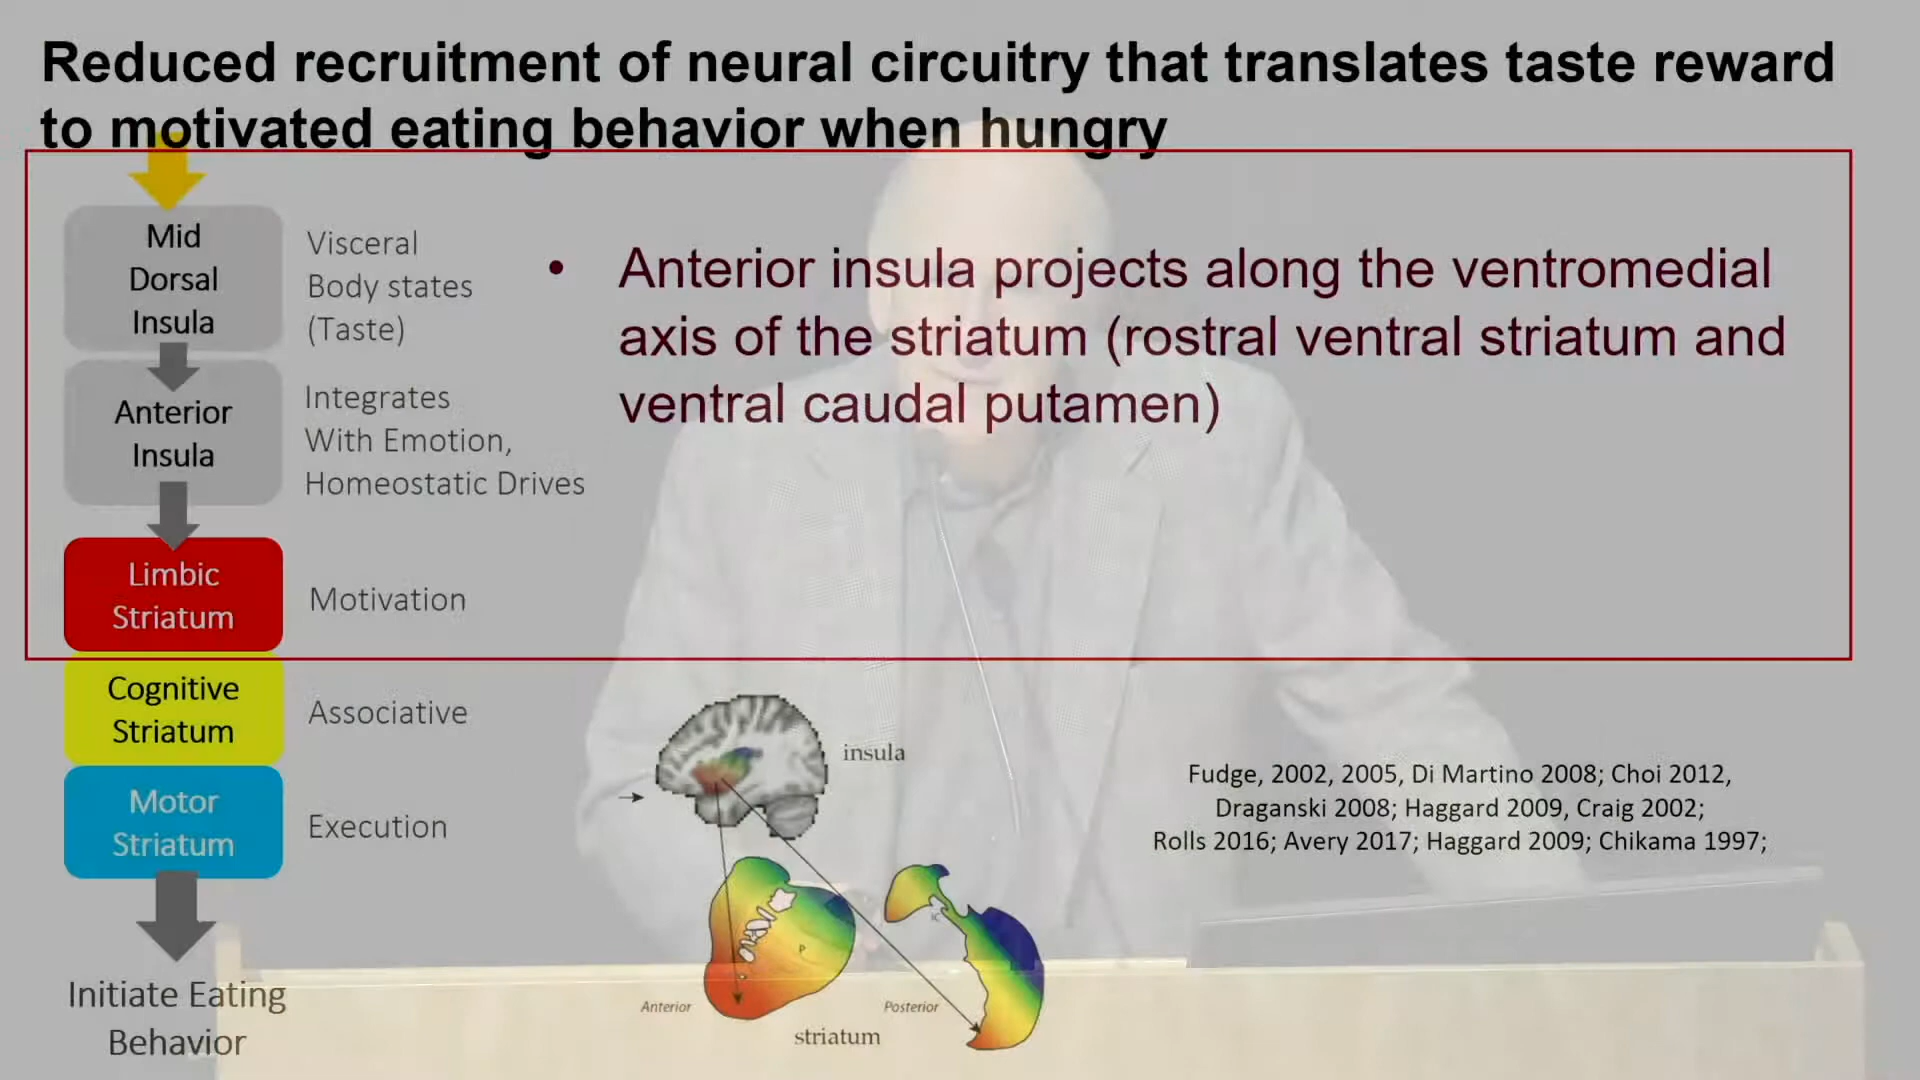 Reduced recruitment of neural circuitry that translates taste reward
to motivated eating behavior when hungry
Mid
Dorsal
Insula
Visceral
Body states
(Taste)
Anterior
Insula
Integrates
With Emotion,
Homeostatic Drives
Limbic
Striatum
Motivation
Cognitive
Striatum
Associative
Motor
Striatum
Execution
Initiate Eating
Behavior
• Anterior insula projects along the ventromedial
axis of the striatum (rostral ventral striatum and
ventral caudal putamen)
insula
IC
P
Anterior
Posterior
striatum
Fudge, 2002, 2005, Di Martino 2008; Choi 2012,
Draganski 2008; Haggard 2009, Craig 2002;
Rolls 2016; Avery 2017; Haggard 2009; Chikama 1997;